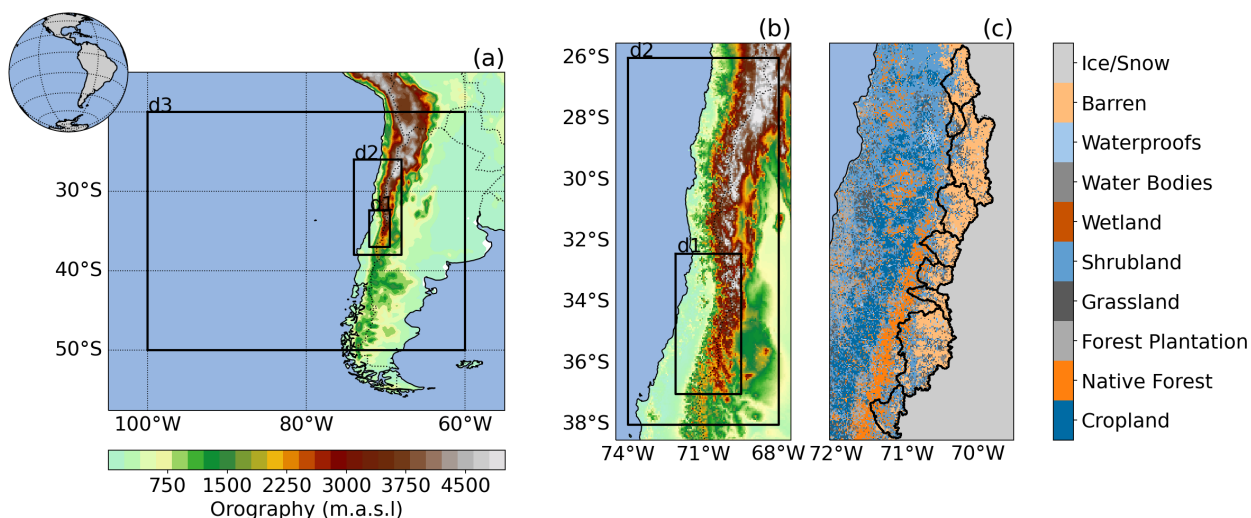 (a)
d3
d2
d1
30°S
40°S
50°S
100°W
80°W
60°W
750
1500
2250
3000
3750
4500
Orography (m.a.s.l)
(b)
d2
d1
26°S
28°S
30°S
32°S
34°S
36°S
38°S
74°W
71°W
68°W
(c)
72°W
71°W
70°W
Ice/Snow
Barren
Waterproofs
Water Bodies
Wetland
Shrubland
Grassland
Forest Plantation
Native Forest
Cropland